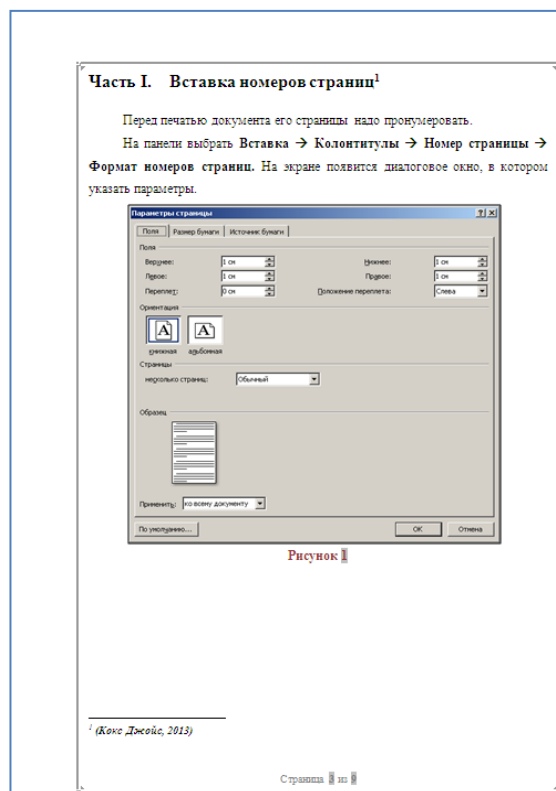 Часть I. Вставка номеров страниц¹
Перед печатью документа его страницы надо пронумеровать.
На панели выбрать Вставка → Колонтитулы → Номер страницы →
Формат номеров страниц. На экране появится диалоговое окно, в котором
указать параметры.
Параметры страницы
Поля Размер бумаги Источник бумаги
Поля
Верхнее: 1 см Нижнее: 1 см
Левое: 1 см Правое: 1 см
Переплет: 0 см Положение переплета: Слева
Ориентация
книжная альбомная
Страницы
несколько страниц: Обычный
Образец
Применить: ко всему документу
По умолчанию... ОК Отмена
Рисунок 1
¹ (Кокс Джойс, 2013)
Страница 3 из 9